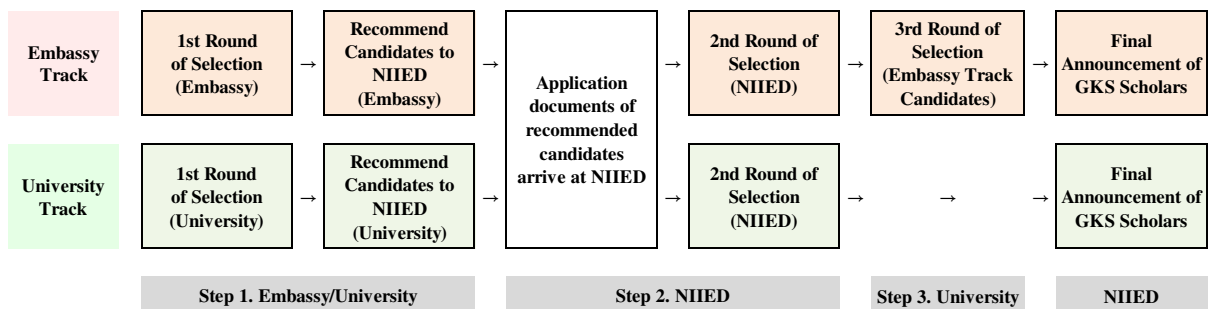 Embassy
Track
1st Round
of Selection
(Embassy)
→
Recommend
Candidates to
NIIED
(Embassy)
→
Application
documents of
recommended
candidates
arrive at NIIED
→
2nd Round of
Selection
(NIIED)
→
3rd Round of
Selection
(Embassy Track
Candidates)
→
Final
Announcement of
GKS Scholars
University
Track
1st Round
of Selection
(University)
→
Recommend
Candidates to
NIIED
(University)
→
→
2nd Round of
Selection
(NIIED)
→
→
→
Final
Announcement of
GKS Scholars
Step 1. Embassy/University
Step 2. NIIED
Step 3. University
NIIED